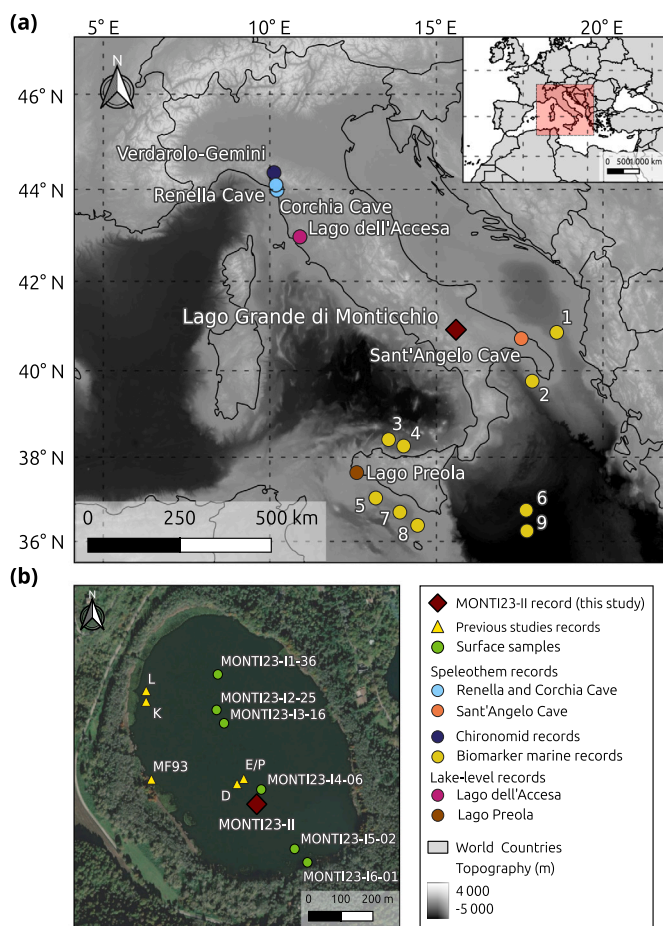 (a)
5° E
10° E
15° E
20° E
46° N
44° N
42° N
40° N
38° N
36° N
0
500
1000 km
Verdarolo-Gemini
Renella Cave
Corchia Cave
Lago dell'Accesa
Lago Grande di Monticchio
1
Sant'Angelo Cave
2
3
4
Lago Preola
5
6
7
8
9
0
250
500 km
(b)
L
K
MF93
E/P
D
MONTI23-I1-36
MONTI23-I2-25
MONTI23-I3-16
MONTI23-I4-06
MONTI23-II
MONTI23-I5-02
MONTI23-I6-01
0
100
200 m
MONTI23-II record (this study)
Previous studies records
Surface samples
Speleothem records
Renella and Corchia Cave
Sant'Angelo Cave
Chironomid records
Biomarker marine records
Lake-level records
Lago dell'Accesa
Lago Preola
World Countries
Topography (m)
4 000
-5 000